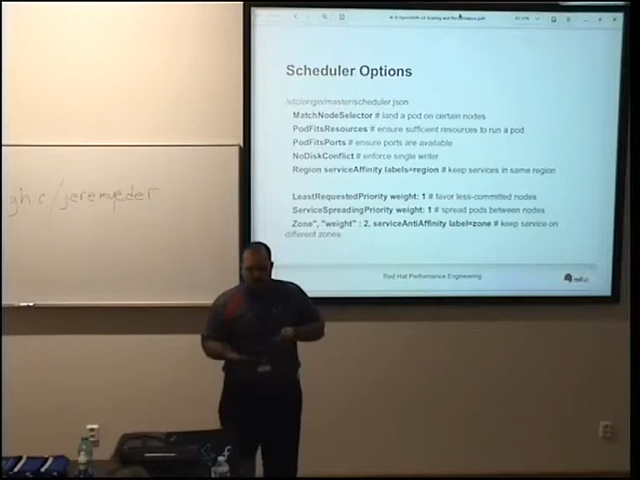 Scheduler Options
/etc/origin/master/scheduler.json
MatchNodeSelector # land a pod on certain nodes
PodFitsResources # ensure sufficient resources to run a pod
PodFitsPorts # ensure ports are available
NoDiskConflict # enforce single writer
Region serviceAffinity labels=region # keep services in same region
LeastRequestedPriority weight: 1 # favor less-committed nodes
ServiceSpreadingPriority weight: 1 # spread pods between nodes
Zone", "weight" : 2, serviceAntiAffinity label=zone # keep service on
different zones
Red Hat Performance Engineering
gh.c/jeremyeder